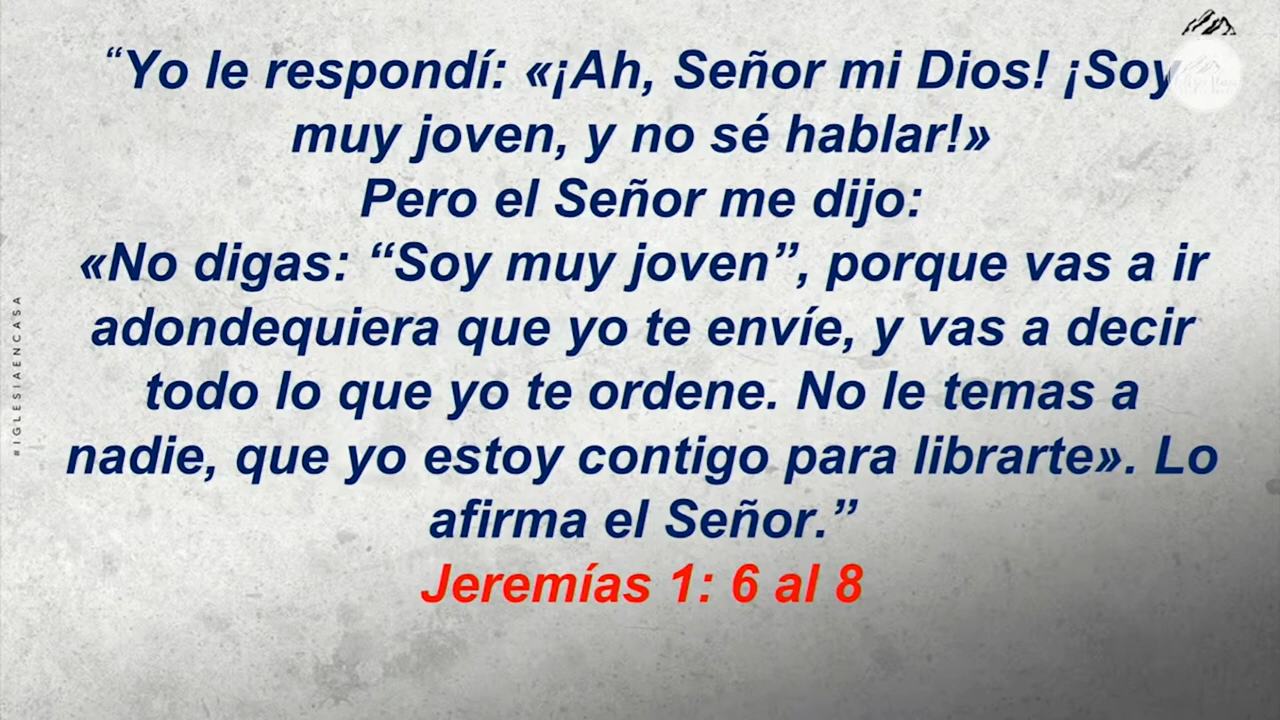 “Yo le respondí: «¡Ah, Señor mi Dios! ¡Soy
muy joven, y no sé hablar!»
Pero el Señor me dijo:
«No digas: “Soy muy joven”, porque vas a ir
adondequiera que yo te envíe, y vas a decir
todo lo que yo te ordene. No le temas a
nadie, que yo estoy contigo para librarte». Lo
afirma el Señor.”
Jeremías 1: 6 al 8
#IGLESIAENCASA